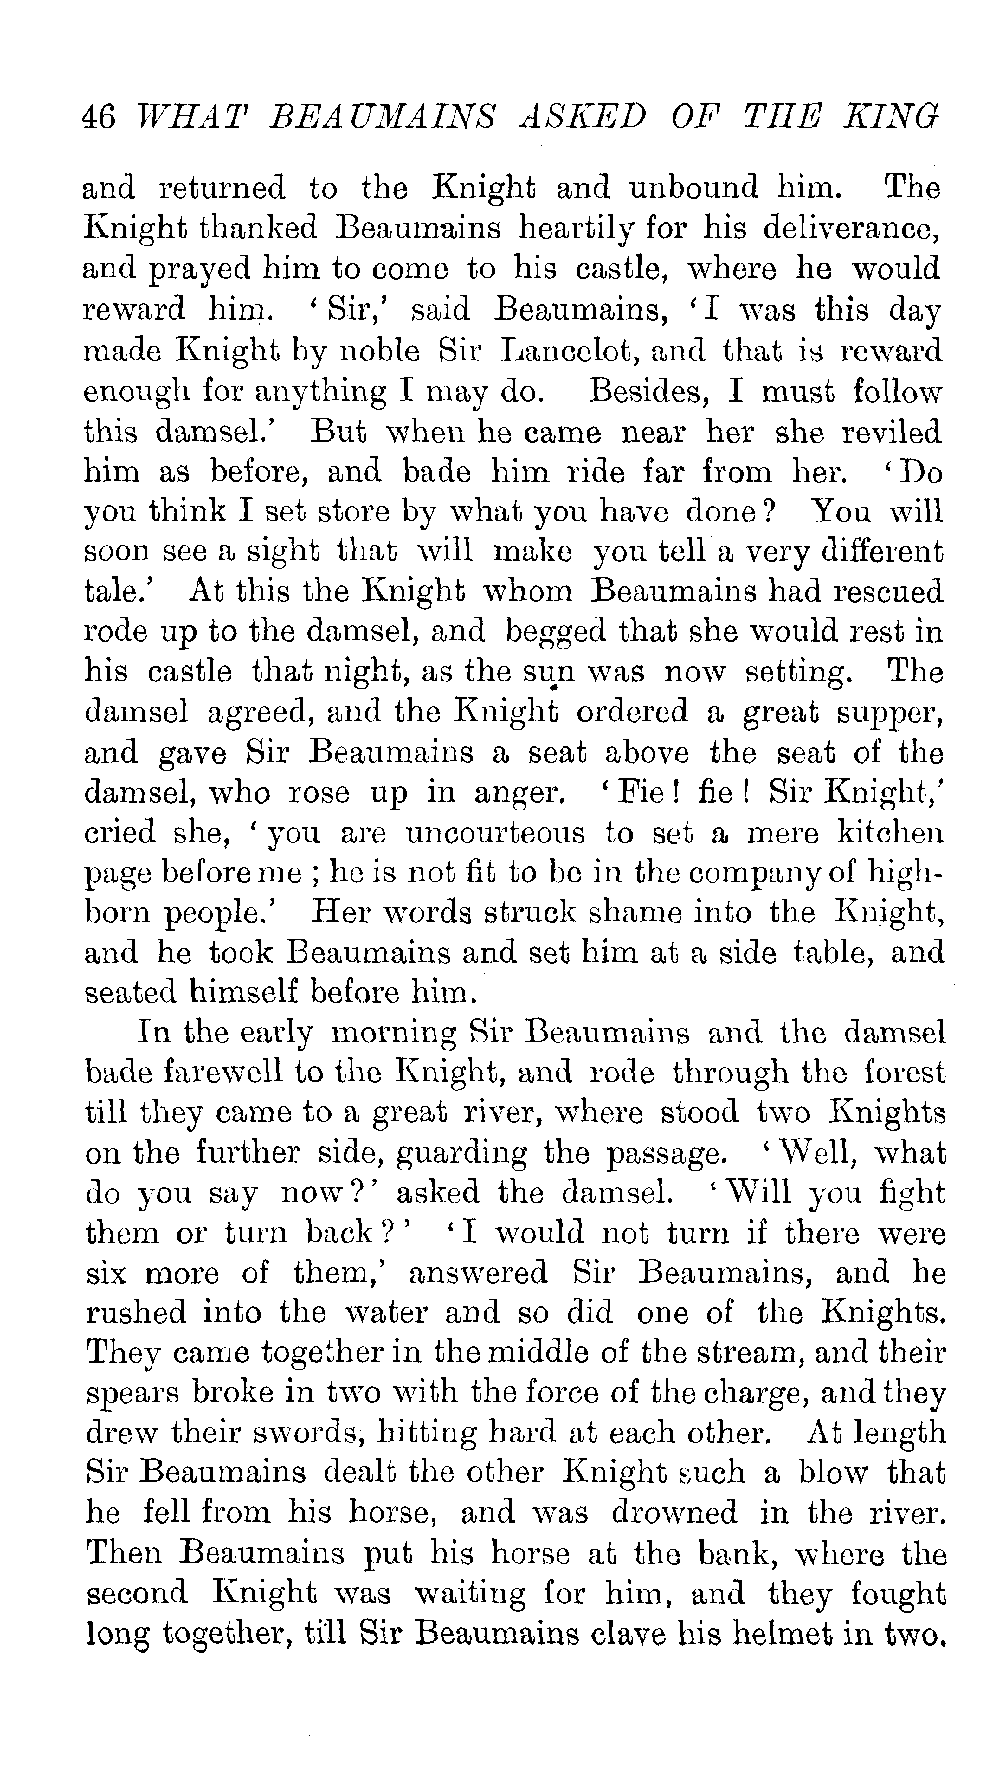 46 WHAT BEAUMAINS ASKED OF THE KING
and returned to the Knight and unbound him. The
Knight thanked Beaumains heartily for his deliverance,
and prayed him to come to his castle, where he would
reward him. ‘Sir,’ said Beaumains, ‘I was this day
made Knight by noble Sir Lancelot, and that is reward
enough for anything I may do. Besides, I must follow
this damsel.’ But when he came near her she reviled
him as before, and bade him ride far from her. ‘Do
you think I set store by what you have done? You will
soon see a sight that will make you tell a very different
tale.’ At this the Knight whom Beaumains had rescued
rode up to the damsel, and begged that she would rest in
his castle that night, as the sun was now setting. The
damsel agreed, and the Knight ordered a great supper,
and gave Sir Beaumains a seat above the seat of the
damsel, who rose up in anger. ‘Fie! fie! Sir Knight,’
cried she, ‘you are uncourteous to set a mere kitchen
page before me; he is not fit to be in the company of high-
born people.’ Her words struck shame into the Knight,
and he took Beaumains and set him at a side table, and
seated himself before him.
In the early morning Sir Beaumains and the damsel
bade farewell to the Knight, and rode through the forest
till they came to a great river, where stood two Knights
on the further side, guarding the passage. ‘Well, what
do you say now?’ asked the damsel. ‘Will you fight
them or turn back?’ ‘I would not turn if there were
six more of them,’ answered Sir Beaumains, and he
rushed into the water and so did one of the Knights.
They came together in the middle of the stream, and their
spears broke in two with the force of the charge, and they
drew their swords, hitting hard at each other. At length
Sir Beaumains dealt the other Knight such a blow that
he fell from his horse, and was drowned in the river.
Then Beaumains put his horse at the bank, where the
second Knight was waiting for him, and they fought
long together, till Sir Beaumains clave his helmet in two.